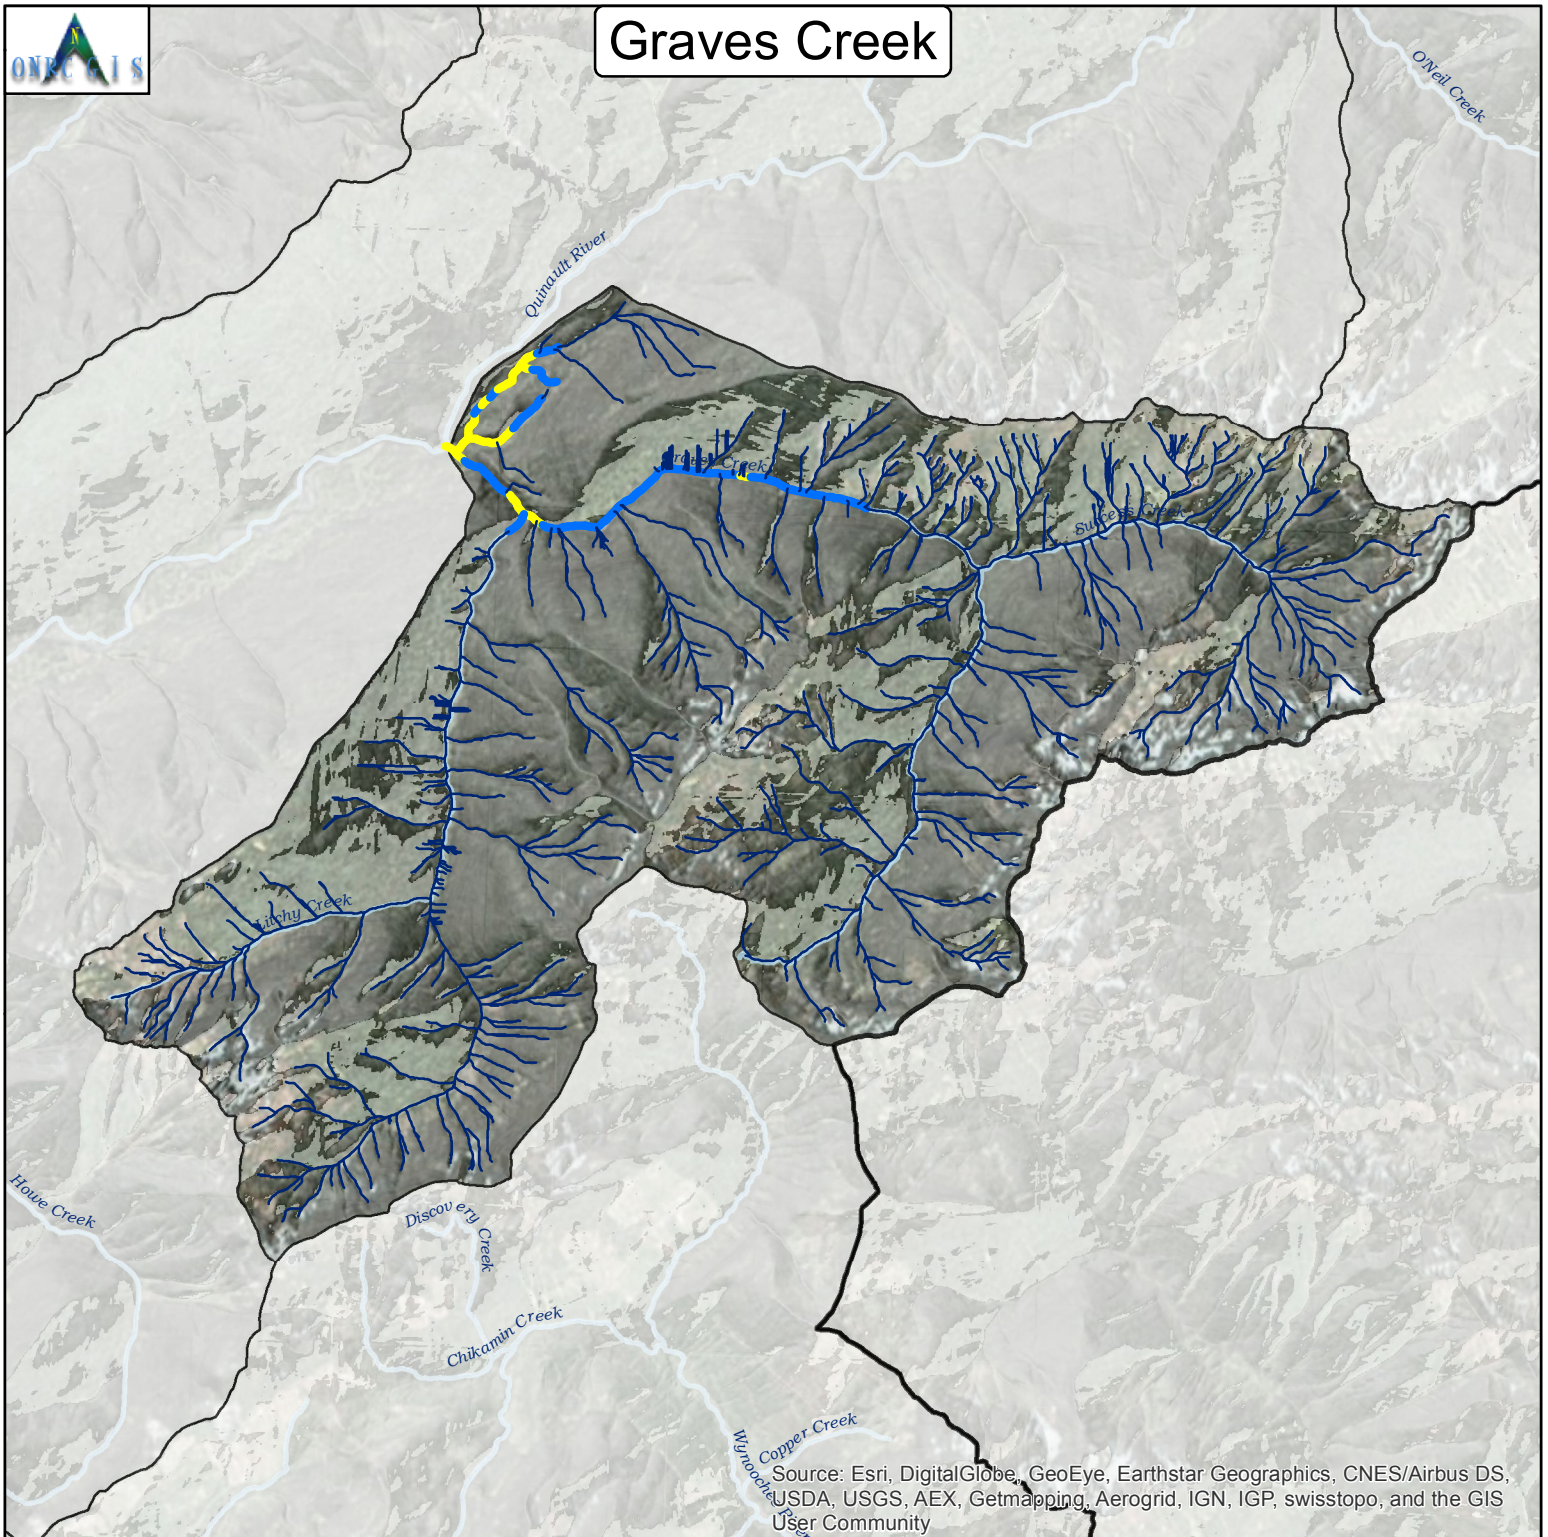 N
ONRC GIS
Graves Creek
O'Neil Creek
Quinault River
Graves Creek
Success Creek
Litchy Creek
Howe Creek
Discovery Creek
Chikamin Creek
Copper Creek
Wynoochee River
Source: Esri, DigitalGlobe, GeoEye, Earthstar Geographics, CNES/Airbus DS,
USDA, USGS, AEX, Getmapping, Aerogrid, IGN, IGP, swisstopo, and the GIS
User Community